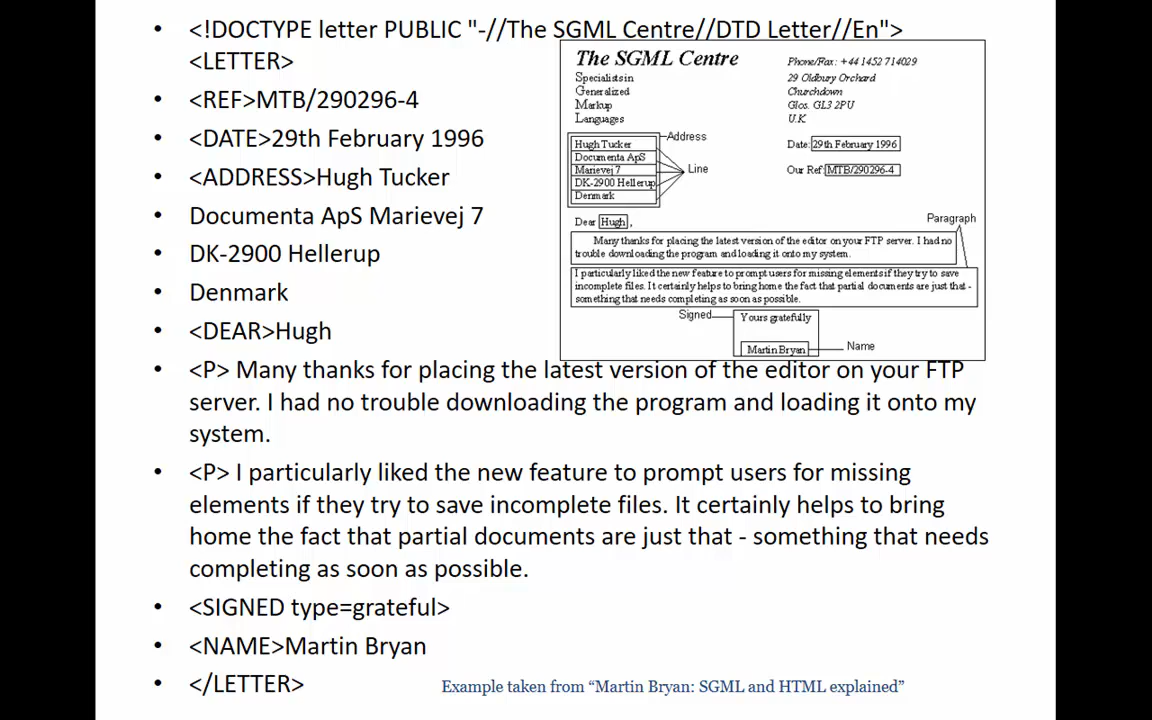 • <!DOCTYPE letter PUBLIC "-//The SGML Centre//DTD Letter//En">
<LETTER>
• <REF>MTB/290296-4
• <DATE>29th February 1996
• <ADDRESS>Hugh Tucker
• Documenta ApS Marievej 7
• DK-2900 Hellerup
• Denmark
• <DEAR>Hugh
• <P> Many thanks for placing the latest version of the editor on your FTP
server. I had no trouble downloading the program and loading it onto my
system.
• <P> I particularly liked the new feature to prompt users for missing
elements if they try to save incomplete files. It certainly helps to bring
home the fact that partial documents are just that - something that needs
completing as soon as possible.
• <SIGNED type=grateful>
• <NAME>Martin Bryan
• </LETTER>
The SGML Centre
Specialists in
Generalized
Markup
Languages
Phone/Fax: +44 1452 714029
29 Oldbury Orchard
Churchdown
Glos. GL3 2PU
U.K.
Address
Hugh Tucker
Documenta ApS
Marievej 7
DK-2900 Hellerup
Denmark
Line
Date: 29th February 1996
Our Ref: MTB/290296-4
Dear Hugh ,
Paragraph
Many thanks for placing the latest version of the editor on your FTP server. I had no
trouble downloading the program and loading it onto my system.
I particularly liked the new feature to prompt users for missing elements if they try to save
incomplete files. It certainly helps to bring home the fact that partial documents are just that -
something that needs completing as soon as possible.
Signed
Yours gratefully
Martin Bryan
Name
Example taken from “Martin Bryan: SGML and HTML explained”